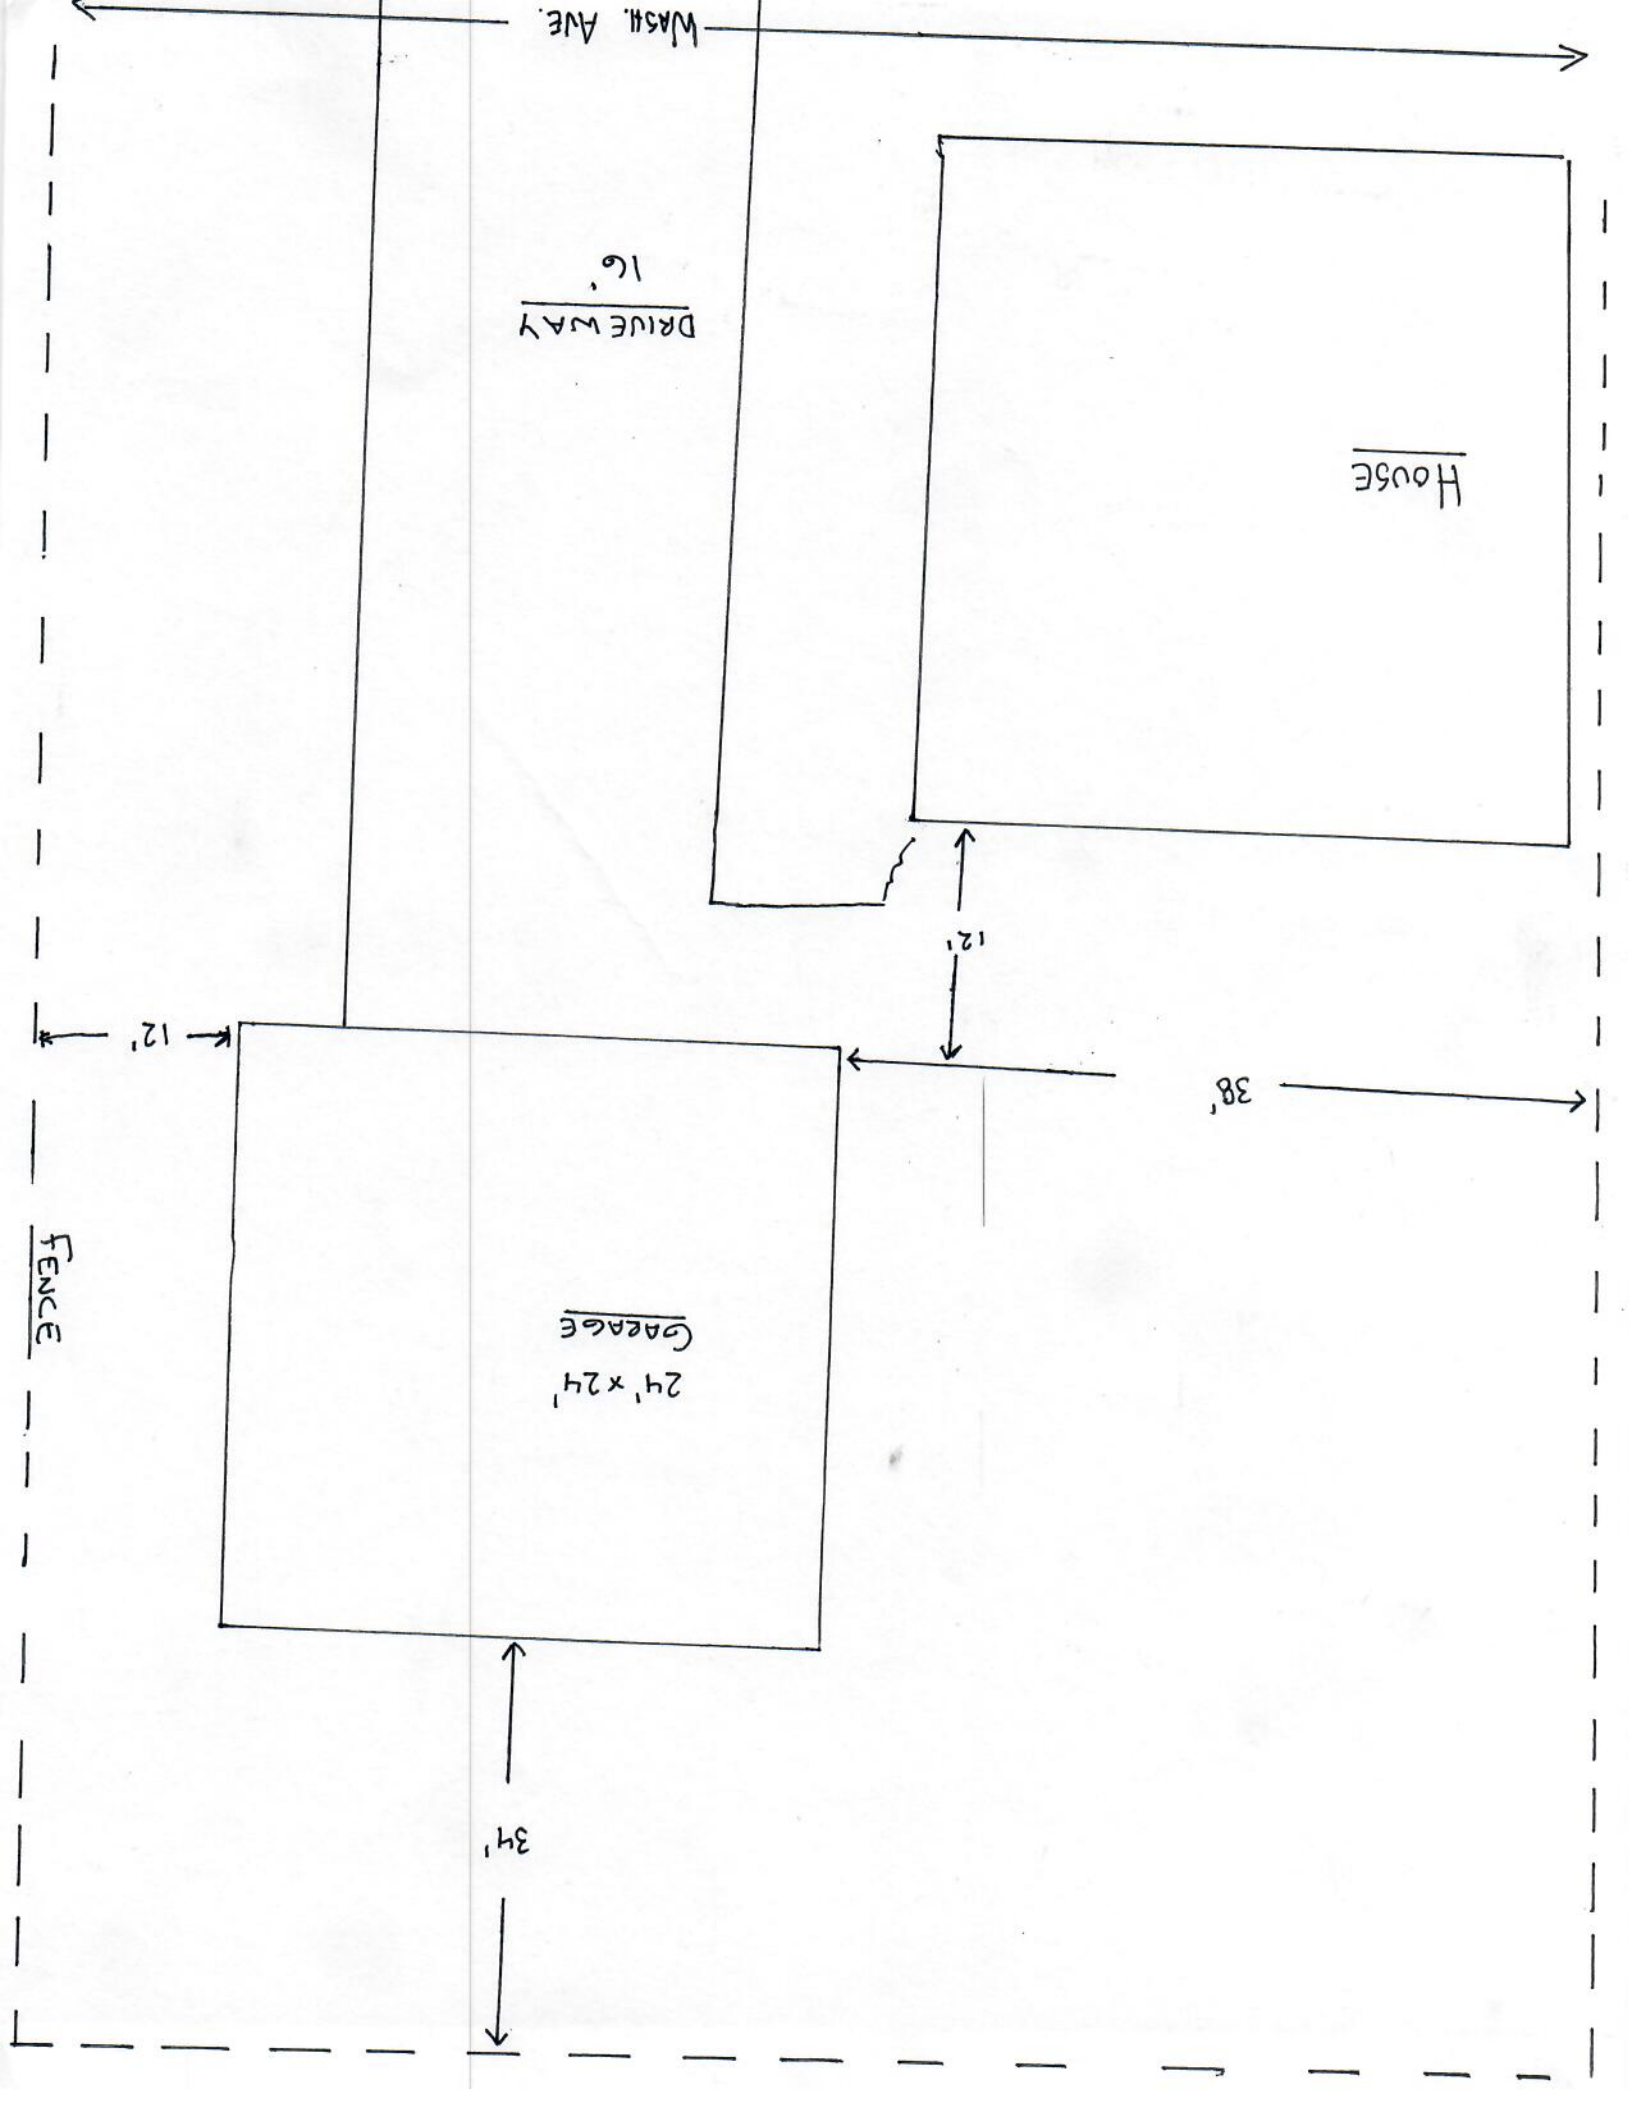 34'
24' x 24'
GARAGE
FENCE
38'
12'
12'
HOUSE
DRIVEWAY
16'
WASH. AVE.